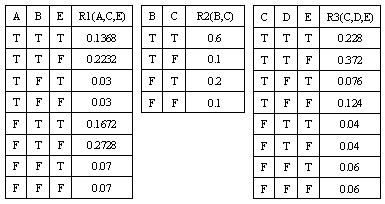 A B E R1(A,C,E) B C R2(B,C) C D E R3(C,D,E)
T T T 0.1368 T T 0.6 T T T 0.228
T T F 0.2232 T F 0.1 T T F 0.372
T F T 0.03 F T 0.2 T F T 0.076
T F F 0.03 F F 0.1 T F F 0.124
F T T 0.1672 F T T 0.04
F T F 0.2728 F T F 0.04
F F T 0.07 F F T 0.06
F F F 0.07 F F F 0.06